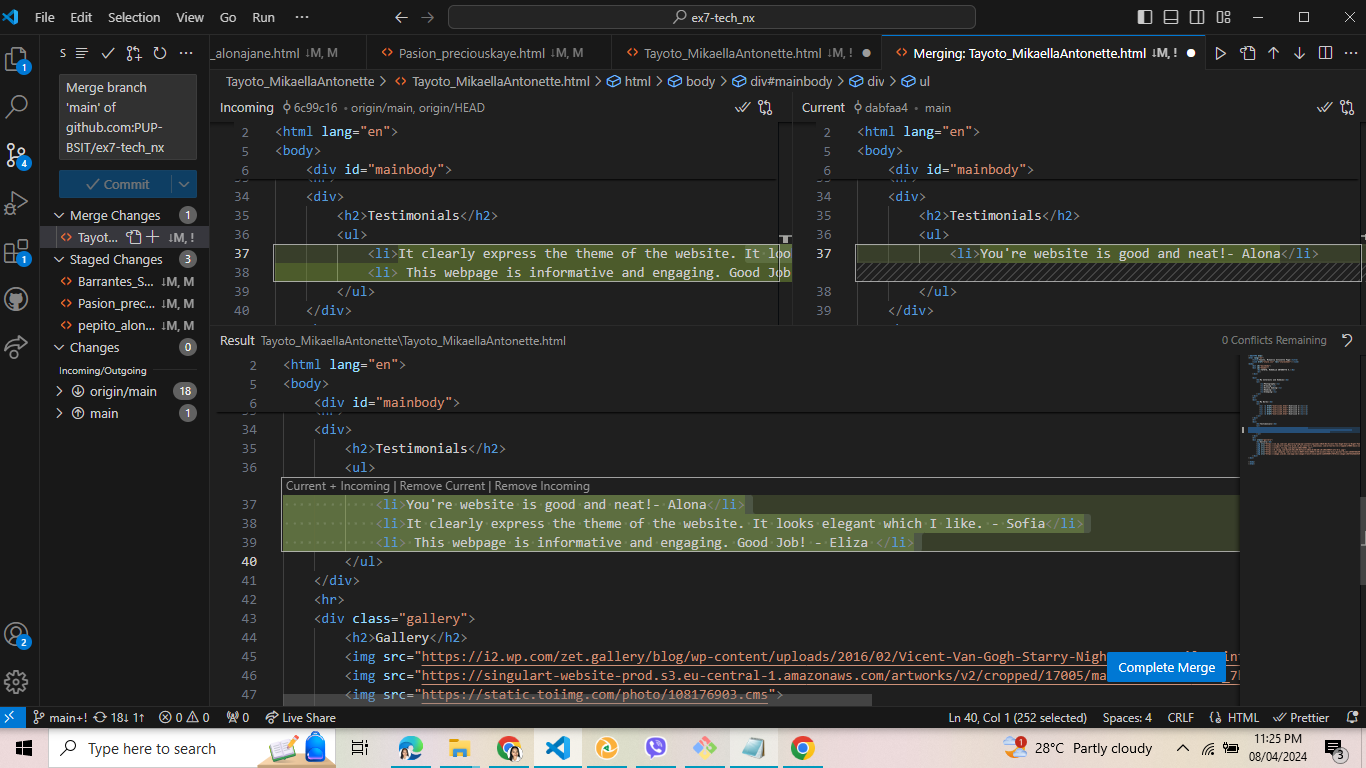 File Edit Selection View Go Run ··· ex7-tech_nx
S
_alonajane.html ↓M, M Pasion_preciouskaye.html ↓M, M Tayoto_MikaellaAntonette.html ↓M, ! Merging: Tayoto_MikaellaAntonette.html ↓M, !
Merge branch
'main' of
github.com:PUP-
BSIT/ex7-tech_nx
Commit
Merge Changes 1
Tayot... ↓M, !
Staged Changes 3
Barrantes_S... ↓M, M
Pasion_prec... ↓M, M
pepito_alon... ↓M, M
Changes 0
Incoming/Outgoing
origin/main 18
main 1
1
4
1
2
Tayoto_MikaellaAntonette > Tayoto_MikaellaAntonette.html > html > body > div#mainbody > div > ul
Incoming 6c99c16 • origin/main, origin/HEAD
2 <html lang="en">
5 <body>
6 <div id="mainbody">
34 <div>
35 <h2>Testimonials</h2>
36 <ul>
37 <li>It clearly express the theme of the website. It loo
38 <li> This webpage is informative and engaging. Good Job
39 </ul>
40 </div>
Current dabfaa4 • main
2 <html lang="en">
5 <body>
6 <div id="mainbody">
34 <div>
35 <h2>Testimonials</h2>
36 <ul>
37 <li>You're website is good and neat!- Alona</li>
38 </ul>
39 </div>
Result Tayoto_MikaellaAntonette\Tayoto_MikaellaAntonette.html 0 Conflicts Remaining
2 <html lang="en">
5 <body>
6 <div id="mainbody">
34 <div>
35 <h2>Testimonials</h2>
36 <ul>
Current + Incoming | Remove Current | Remove Incoming
37 <li>You're website is good and neat!- Alona</li>
38 <li>It clearly express the theme of the website. It looks elegant which I like. - Sofia</li>
39 <li> This webpage is informative and engaging. Good Job! - Eliza </li>
40 </ul>
41 </div>
42 <hr>
43 <div class="gallery">
44 <h2>Gallery</h2>
45 <img src="https://i2.wp.com/zet.gallery/blog/wp-content/uploads/2016/02/Vicent-Van-Gogh-Starry-Nigh
46 <img src="https://singulart-website-prod.s3.eu-central-1.amazonaws.com/artworks/v2/cropped/17005/ma
47 <img src="https://static.toiimg.com/photo/108176903.cms">
Complete Merge
main+! 18↓ 1↑ 0 0 0 Live Share Ln 40, Col 1 (252 selected) Spaces: 4 CRLF HTML Prettier
Type here to search 1 28°C Partly cloudy 11:25 PM
08/04/2024 3